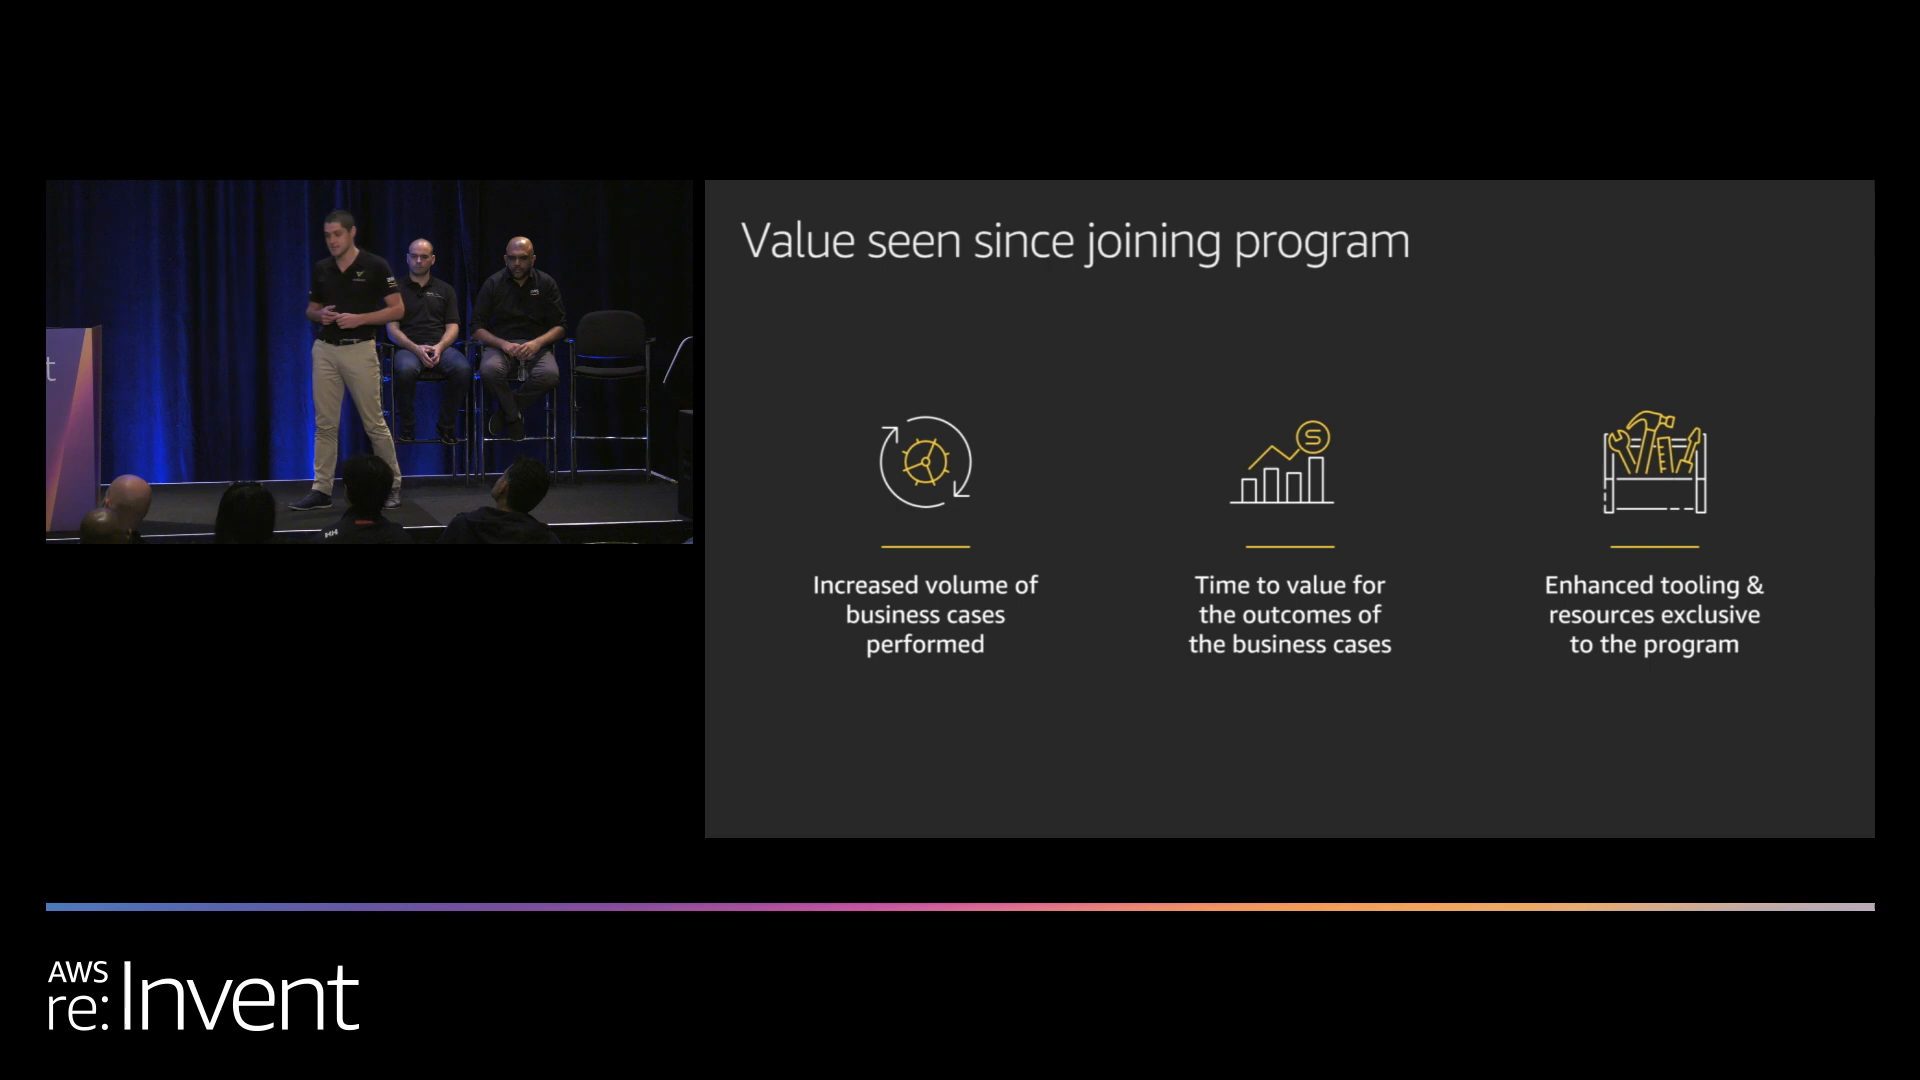 Value seen since joining program
Increased volume of
business cases
performed
Time to value for
the outcomes of
the business cases
Enhanced tooling &
resources exclusive
to the program
t
HH
AWS
re:Invent